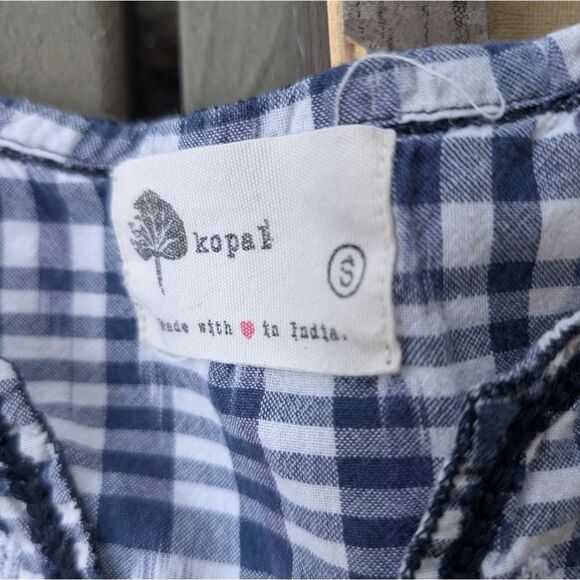 kopal
S
Made with ❤ in India.